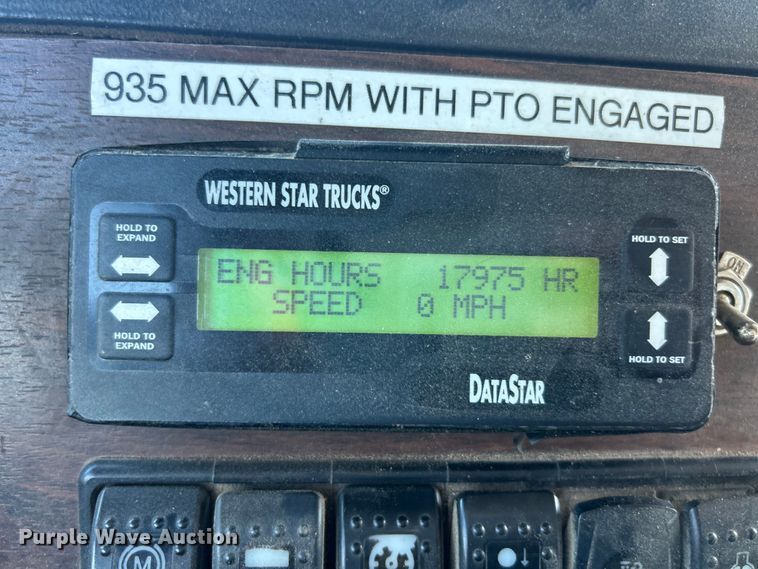 935 MAX RPM WITH PTO ENGAGED
WESTERN STAR TRUCKS®
HOLD TO
EXPAND
HOLD TO SET
ENG HOURS 17975 HR
SPEED 0 MPH
HOLD TO
EXPAND
HOLD TO SET
DATASTAR
ON
M
Purple Wave Auction